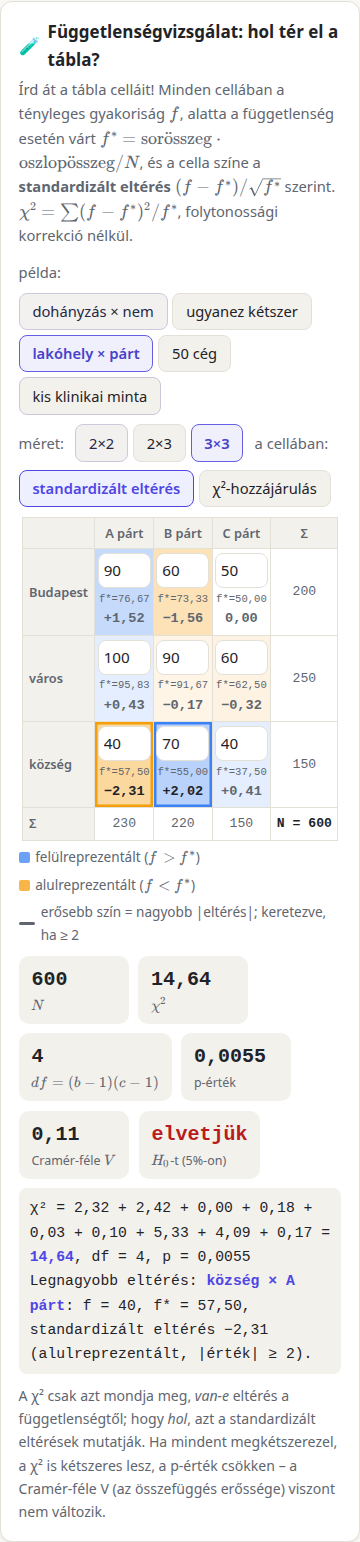 🧪 Függetlenségvizsgálat: hol tér el a
tábla?
Írd át a tábla celláit! Minden cellában a
tényleges gyakoriság f, alatta a függetlenség
esetén várt f* = sorösszeg ·
oszlopösszeg/N, és a cella színe a
standardizált eltérés (f − f*)/√f* szerint.
χ² = ∑(f − f*)²/f*, folytonossági
korrekció nélkül.
példa:
dohányzás × nem ugyanez kétszer
lakóhely × párt 50 cég
kis klinikai minta
méret: 2×2 2×3 3×3 a cellában:
standardizált eltérés χ²-hozzájárulás
A párt B párt C párt Σ
Budapest 90 60 50 200
f*=76,67 f*=73,33 f*=50,00
+1,52 −1,56 0,00
város 100 90 60 250
f*=95,83 f*=91,67 f*=62,50
+0,43 −0,17 −0,32
község 40 70 40 150
f*=57,50 f*=55,00 f*=37,50
−2,31 +2,02 +0,41
Σ 230 220 150 N = 600
felülreprezentált (f > f*)
alulreprezentált (f < f*)
erősebb szín = nagyobb |eltérés|; keretezve,
ha ≥ 2
600 14,64
N χ²
4 0,0055
df = (b − 1)(c − 1) p-érték
0,11 elvetjük
Cramér-féle V H₀-t (5%-on)
χ² = 2,32 + 2,42 + 0,00 + 0,18 +
0,03 + 0,10 + 5,33 + 4,09 + 0,17 =
14,64, df = 4, p = 0,0055
Legnagyobb eltérés: község × A
párt: f = 40, f* = 57,50,
standardizált eltérés −2,31
(alulreprezentált, |érték| ≥ 2).
A χ² csak azt mondja meg, van-e eltérés a
függetlenségtől; hogy hol, azt a standardizált
eltérések mutatják. Ha mindent megkétszerezel,
a χ² is kétszeres lesz, a p-érték csökken – a
Cramér-féle V (az összefüggés erőssége) viszont
nem változik.